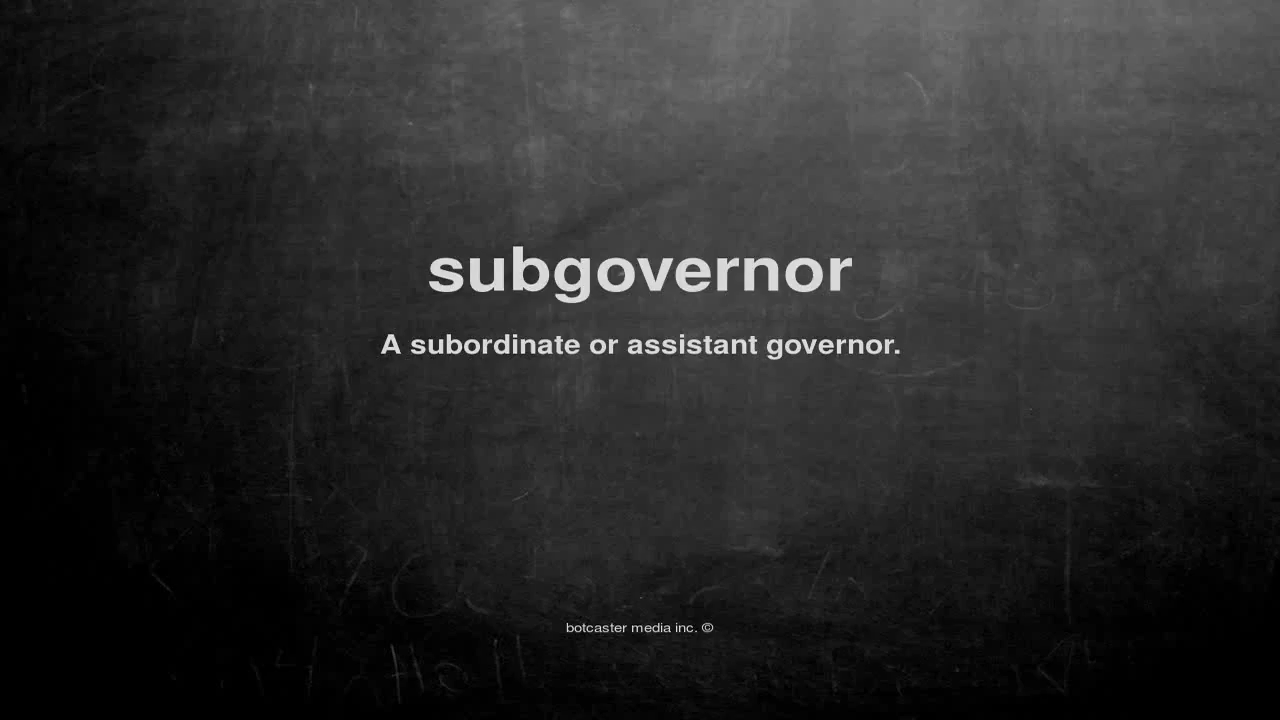 subgovernor
A subordinate or assistant governor.
botcaster media inc. ©